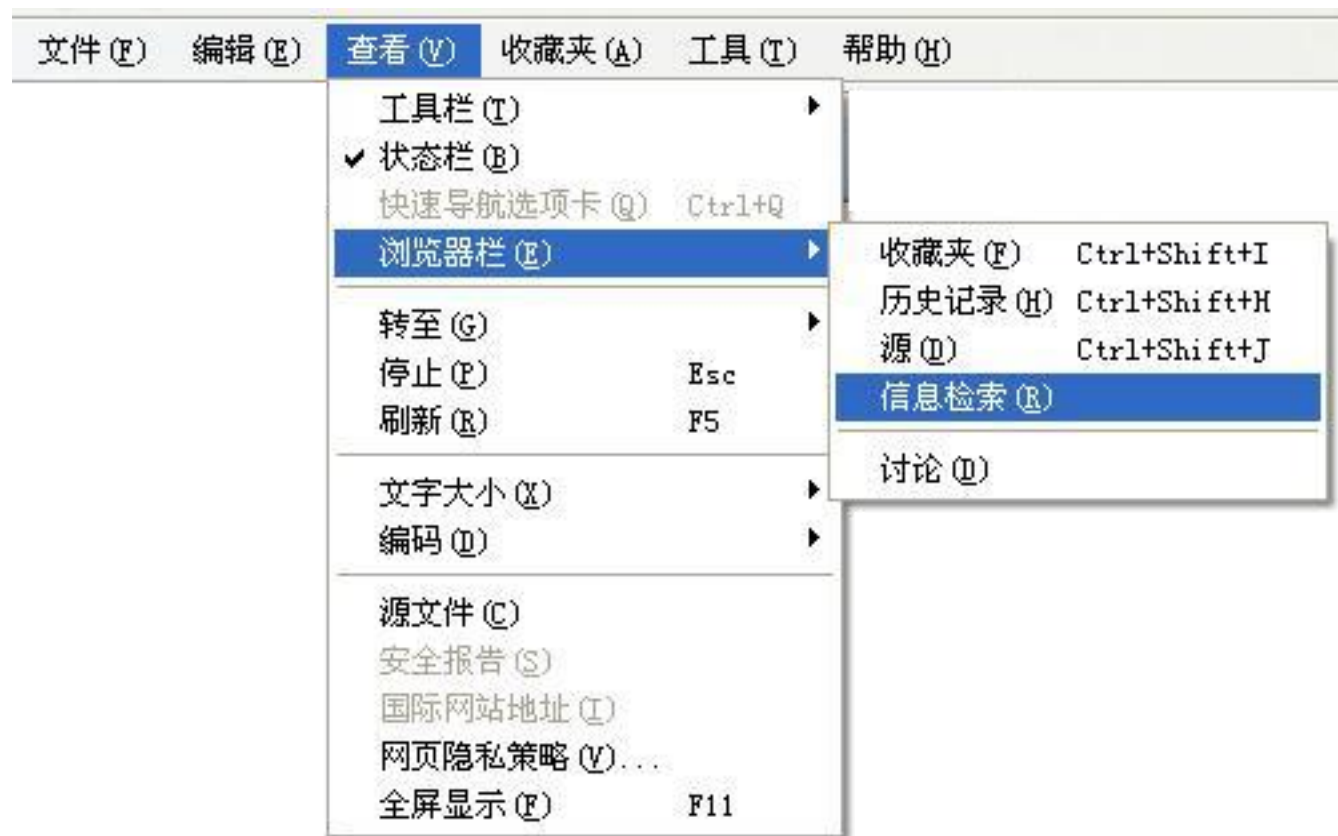 文件(F) 编辑(E) 查看(V) 收藏夹(A) 工具(T) 帮助(H)
工具栏(T)
状态栏(B)
快速导航选项卡(Q) Ctrl+Q
浏览器栏(E)
收藏夹(F) Ctrl+Shift+I
历史记录(H) Ctrl+Shift+H
源(D) Ctrl+Shift+J
信息检索(R)
讨论(D)
转至(G)
停止(P) Esc
刷新(R) F5
文字大小(X)
编码(D)
源文件(C)
安全报告(S)
国际网站地址(I)
网页隐私策略(V)...
全屏显示(F) F11